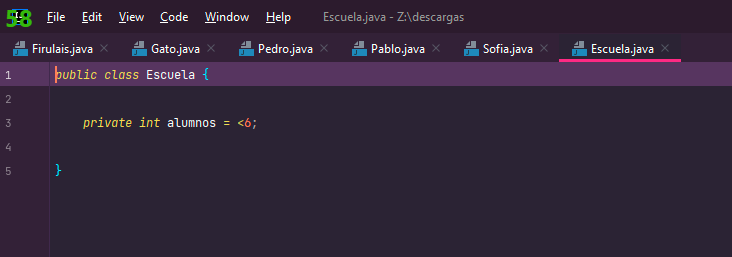 58 File Edit View Code Window Help Escuela.java - Z:\descargas
Firulais.java Gato.java Pedro.java Pablo.java Sofia.java Escuela.java
1 public class Escuela {
2
3 private int alumnos = <6;
4
5 }